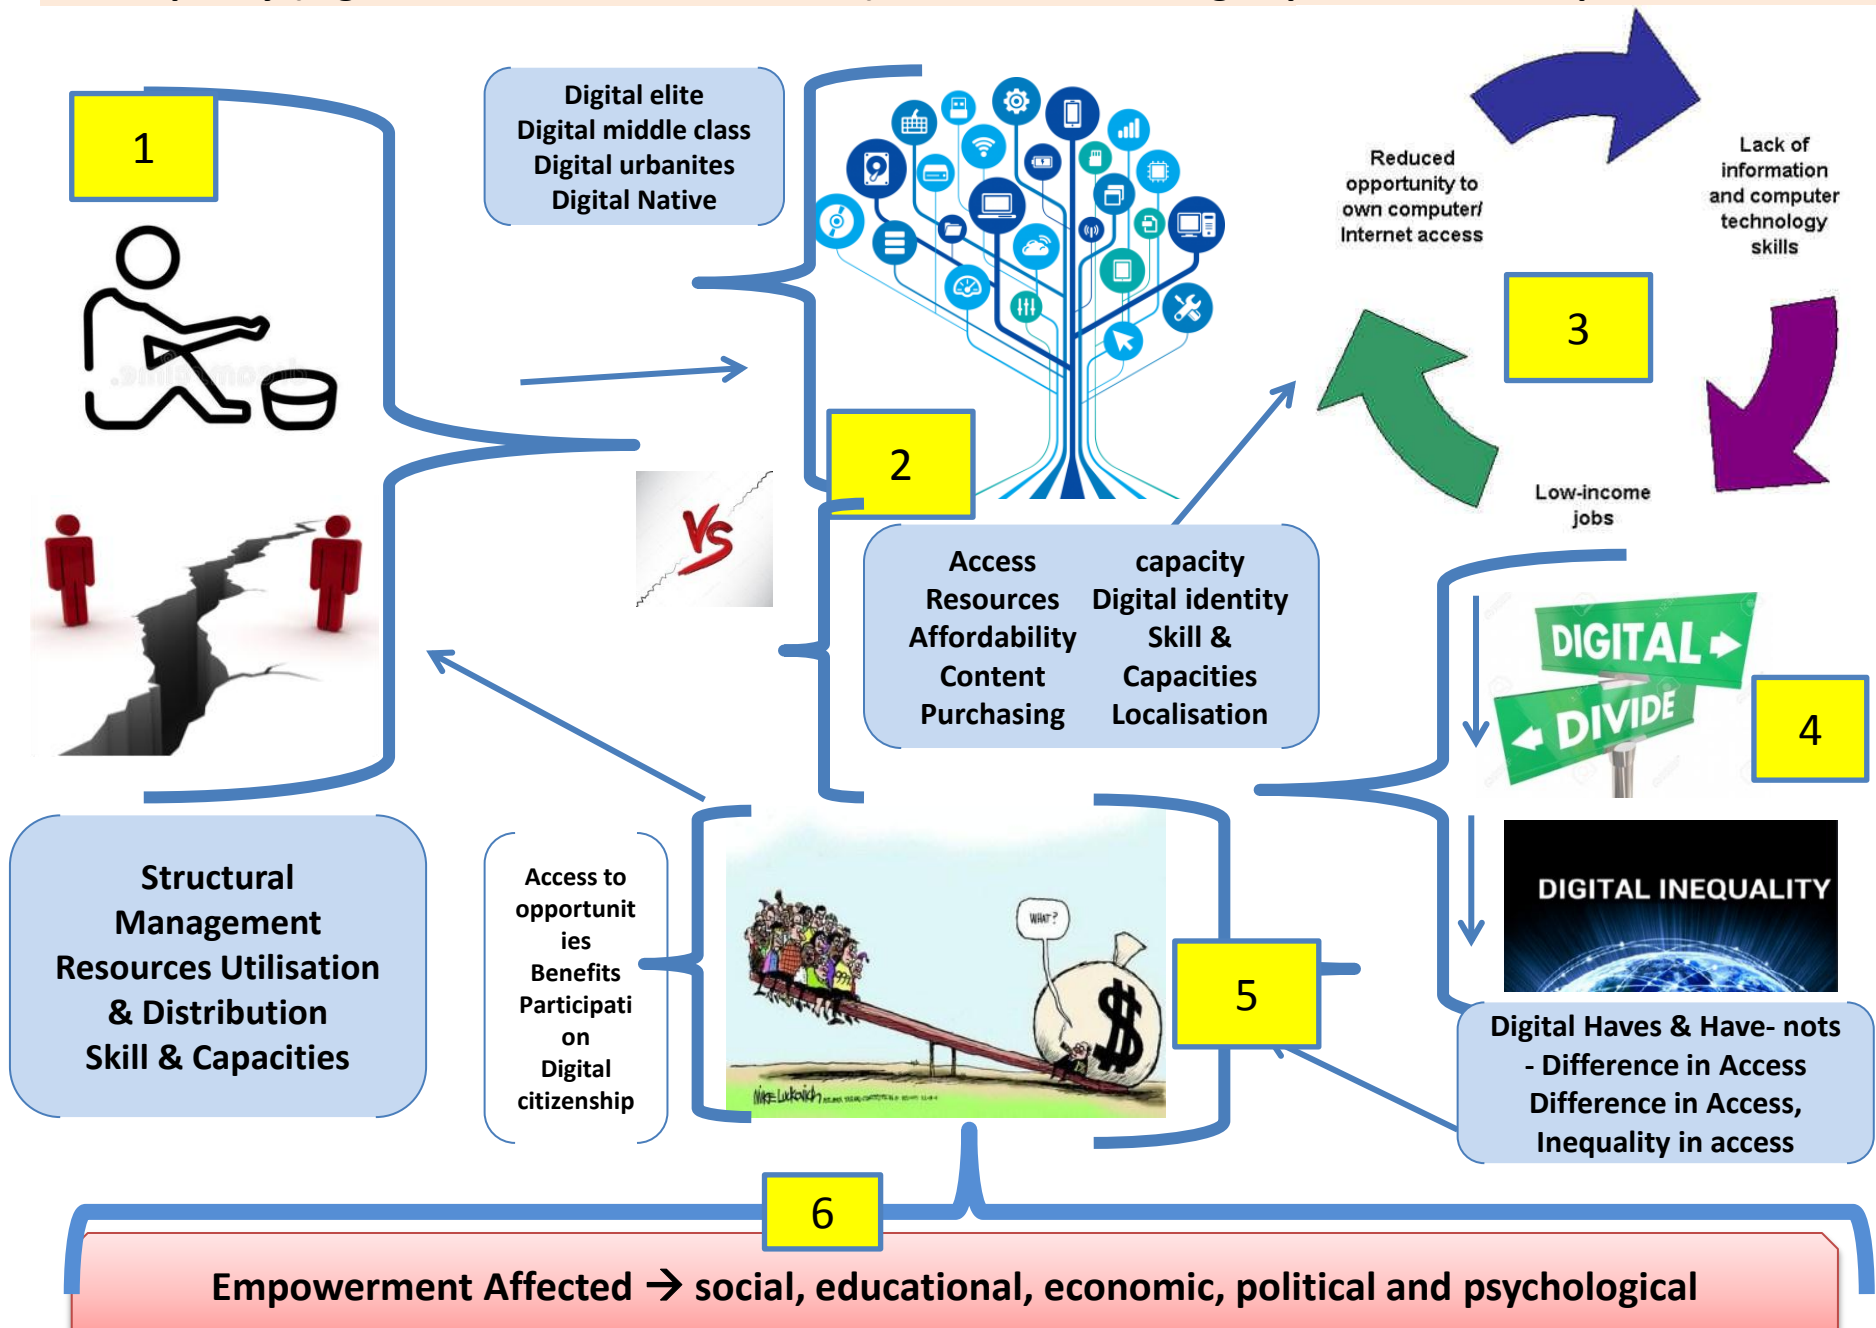 1
Digital elite
Digital middle class
Digital urbanites
Digital Native
2
Reduced
opportunity to
own computer/
Internet access
Lack of
information
and computer
technology
skills
3
Low-income
jobs
VS
Access
Resources
Affordability
Content
Purchasing
capacity
Digital identity
Skill &
Capacities
Localisation
DIGITAL
DIVIDE
4
DIGITAL INEQUALITY
Digital Haves & Have- nots
- Difference in Access
Difference in Access,
Inequality in access
Structural
Management
Resources Utilisation
& Distribution
Skill & Capacities
Access to
opportunit
ies
Benefits
Participati
on
Digital
citizenship
WHAT?
$
MIKE LUCKOVICH
5
6
Empowerment Affected → social, educational, economic, political and psychological